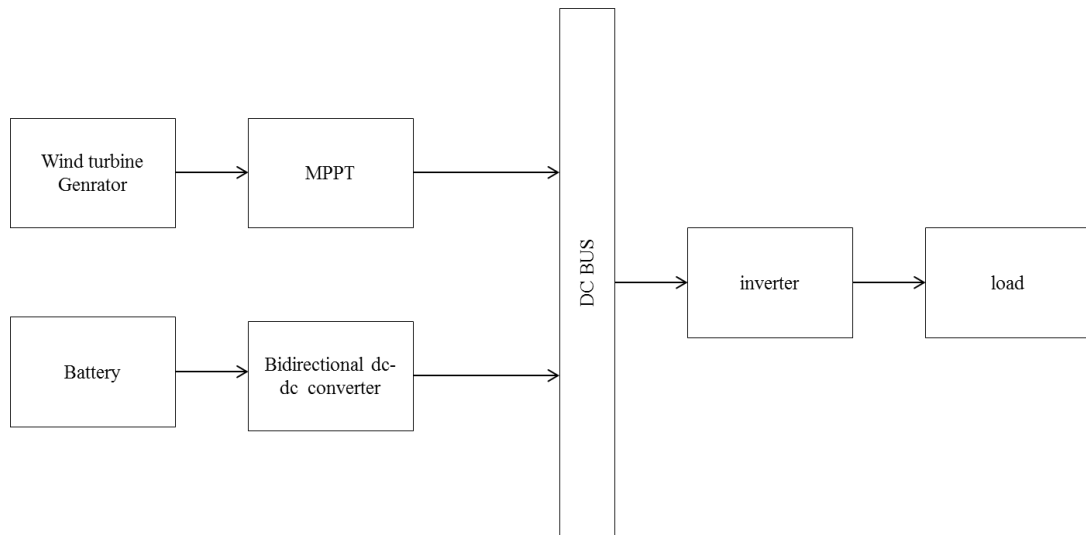 Wind turbine
Genrator
MPPT
Battery
Bidirectional dc-
dc converter
DC BUS
inverter
load